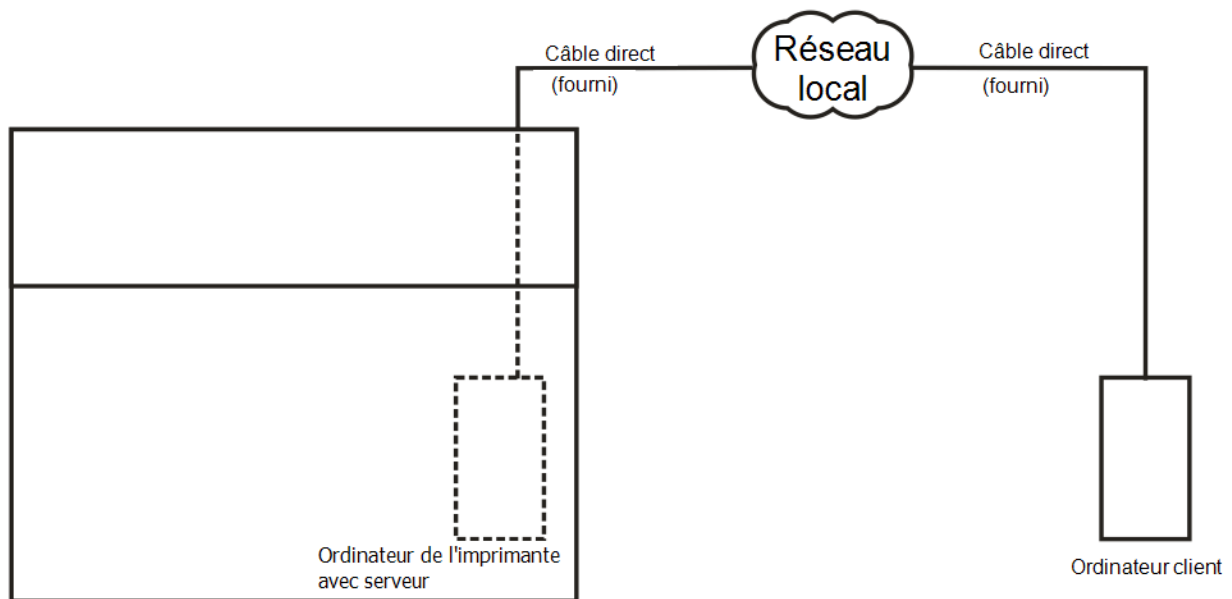 Câble direct
(fourni)
Réseau
local
Câble direct
(fourni)
Ordinateur de l'imprimante
avec serveur
Ordinateur client